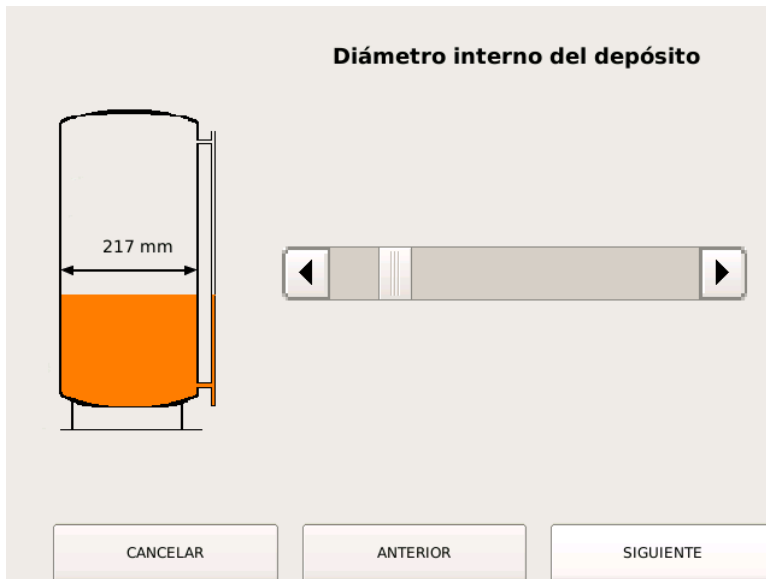 Diámetro interno del depósito
217 mm
CANCELAR
ANTERIOR
SIGUIENTE